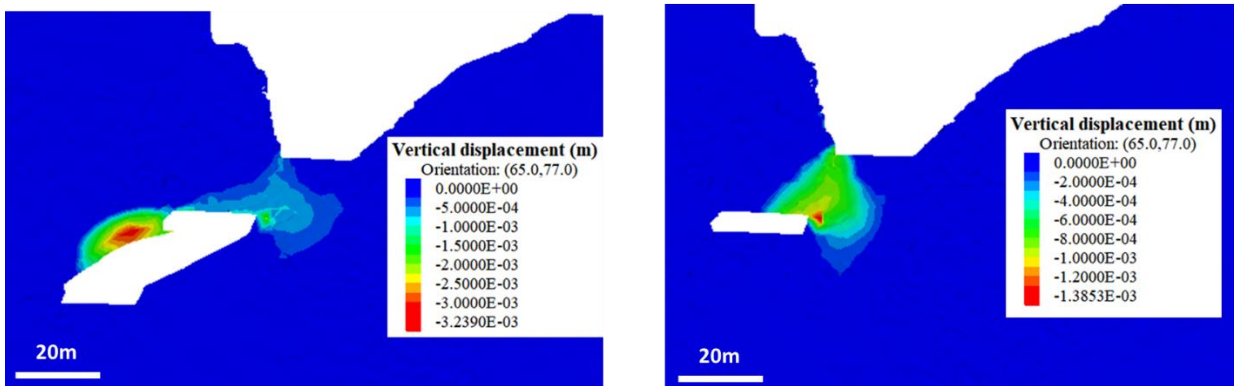 Vertical displacement (m)
Orientation: (65.0,77.0)
0.0000E+00
-5.0000E-04
-1.0000E-03
-1.5000E-03
-2.0000E-03
-2.5000E-03
-3.0000E-03
-3.2390E-03
20m
Vertical displacement (m)
Orientation: (65.0,77.0)
0.0000E+00
-2.0000E-04
-4.0000E-04
-6.0000E-04
-8.0000E-04
-1.0000E-03
-1.2000E-03
-1.3853E-03
20m